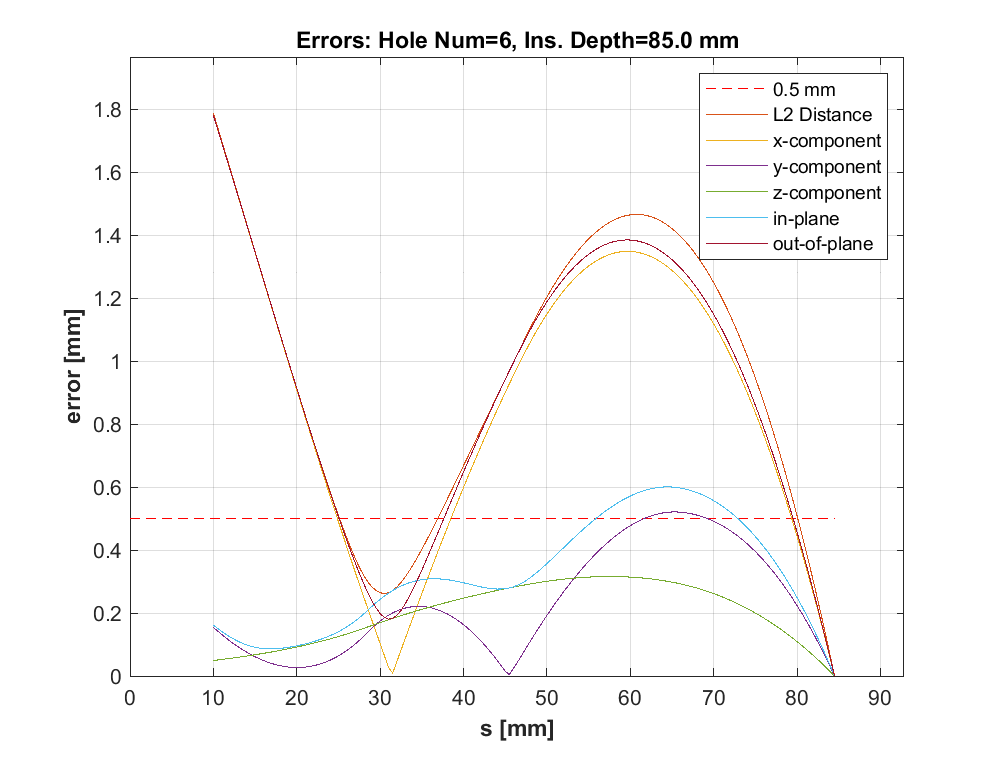 Errors: Hole Num=6, Ins. Depth=85.0 mm
0.5 mm
L2 Distance
x-component
y-component
z-component
in-plane
out-of-plane
error [mm]
1.8
1.6
1.4
1.2
1
0.8
0.6
0.4
0.2
0
0 10 20 30 40 50 60 70 80 90
s [mm]